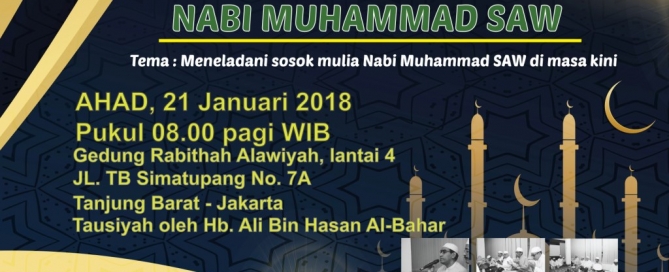 NABI MUHAMMAD SAW
Tema : Meneladani sosok mulia Nabi Muhammad SAW di masa kini
AHAD, 21 Januari 2018
Pukul 08.00 pagi WIB
Gedung Rabithah Alawiyah, lantai 4
JL. TB Simatupang No. 7A
Tanjung Barat - Jakarta
Tausiyah oleh Hb. Ali Bin Hasan Al-Bahar